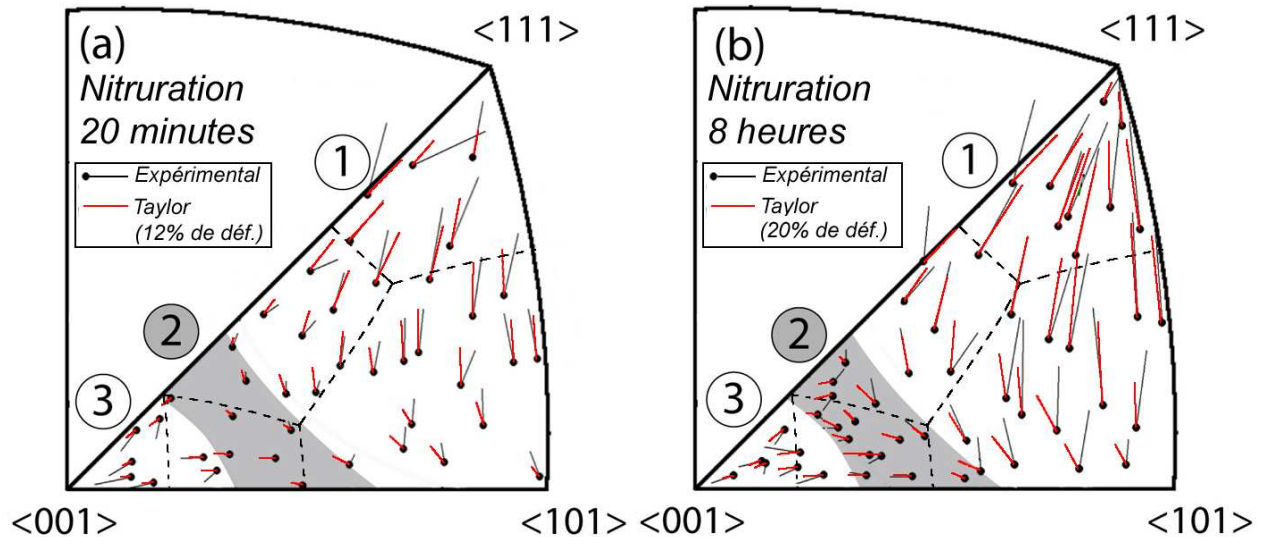 (a)
Nitruration
20 minutes
<111>
1
Expérimental
Taylor
(12% de déf.)
2
3
<001>
<101>
(b)
Nitruration
8 heures
<111>
1
Expérimental
Taylor
(20% de déf.)
2
3
<001>
<101>